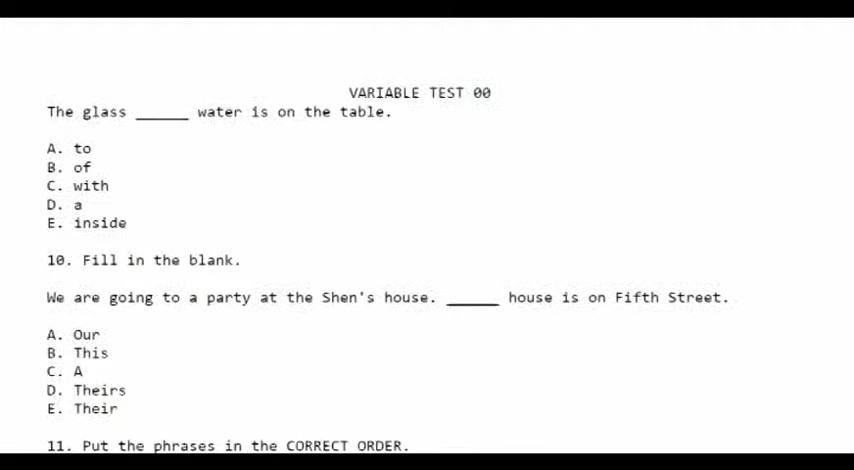 VARIABLE TEST 00
The glass ______ water is on the table.
A. to
B. of
C. with
D. a
E. inside
10. Fill in the blank.
We are going to a party at the Shen's house. ______ house is on Fifth Street.
A. Our
B. This
C. A
D. Theirs
E. Their
11. Put the phrases in the CORRECT ORDER.